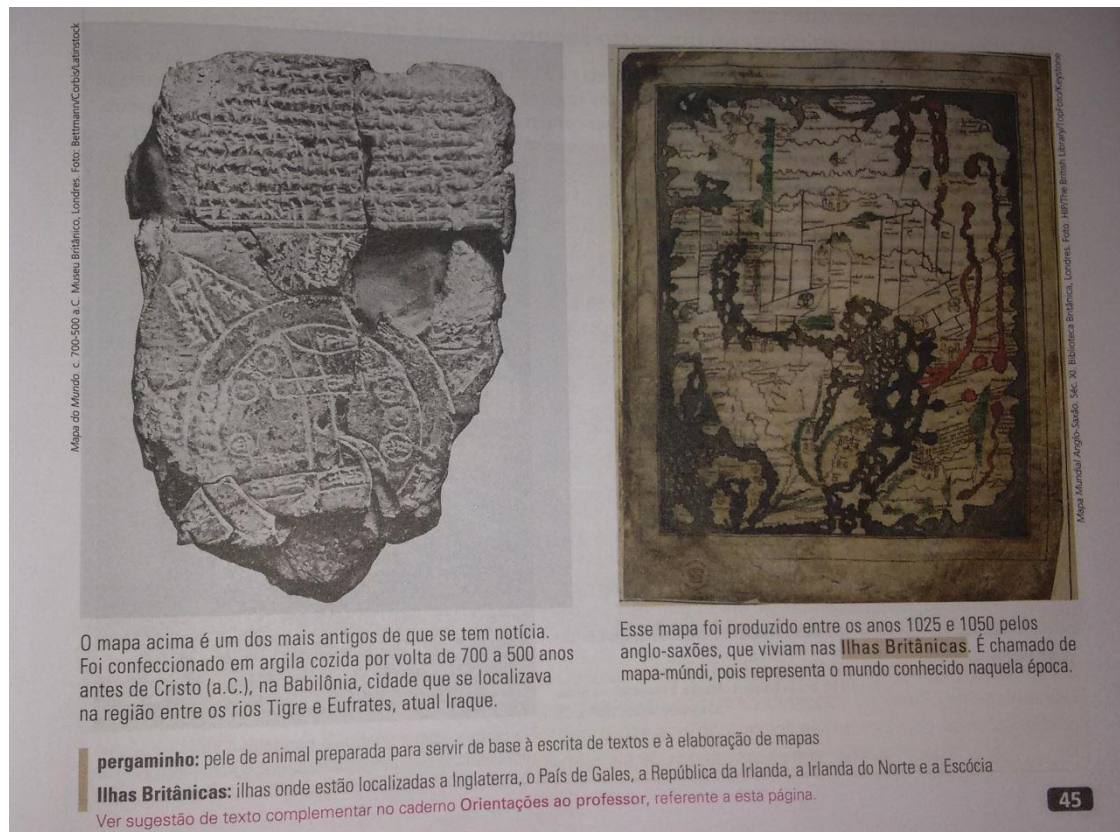 Mapa do Mundo c. 700-500 a.C. Museu Britânico, Londres. Foto: Bettmann/Corbis/Latinstock
O mapa acima é um dos mais antigos de que se tem notícia.
Foi confeccionado em argila cozida por volta de 700 a 500 anos
antes de Cristo (a.C.), na Babilônia, cidade que se localizava
na região entre os rios Tigre e Eufrates, atual Iraque.
Mapa Mundial Anglo-Saxão. Séc. XI. Biblioteca Britânica, Londres. Foto: HIP/The British Library/TopFoto/Keystone
Esse mapa foi produzido entre os anos 1025 e 1050 pelos
anglo-saxões, que viviam nas Ilhas Britânicas. É chamado de
mapa-múndi, pois representa o mundo conhecido naquela época.
pergaminho: pele de animal preparada para servir de base à escrita de textos e à elaboração de mapas
Ilhas Britânicas: ilhas onde estão localizadas a Inglaterra, o País de Gales, a República da Irlanda, a Irlanda do Norte e a Escócia
Ver sugestão de texto complementar no caderno Orientações ao professor, referente a esta página.
45